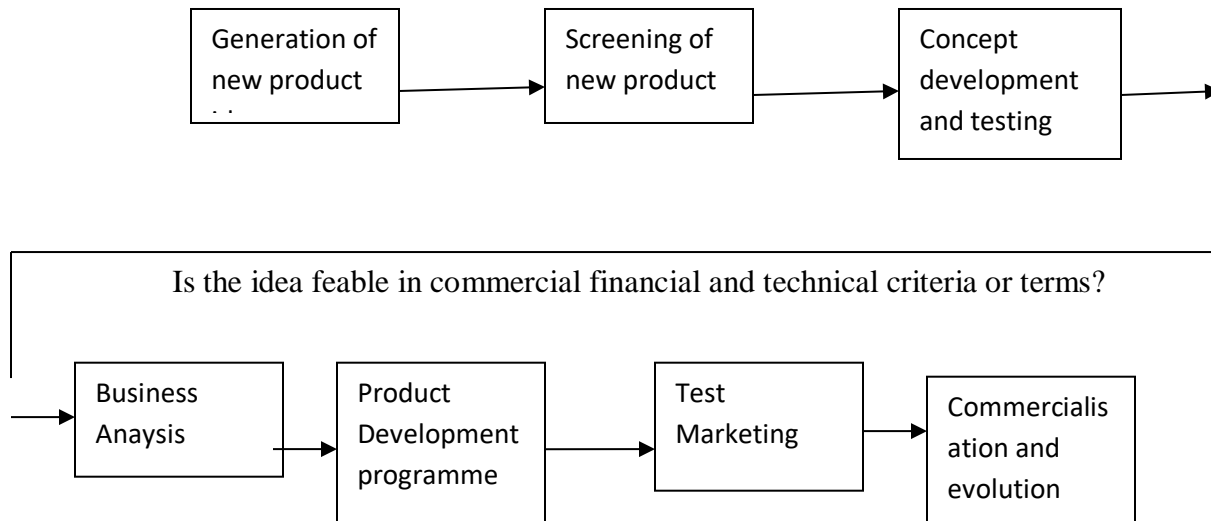 Generation of
new product
Screening of
new product
Concept
development
and testing
Is the idea feable in commercial financial and technical criteria or terms?
Business
Anaysis
Product
Development
programme
Test
Marketing
Commercialis
ation and
evolution